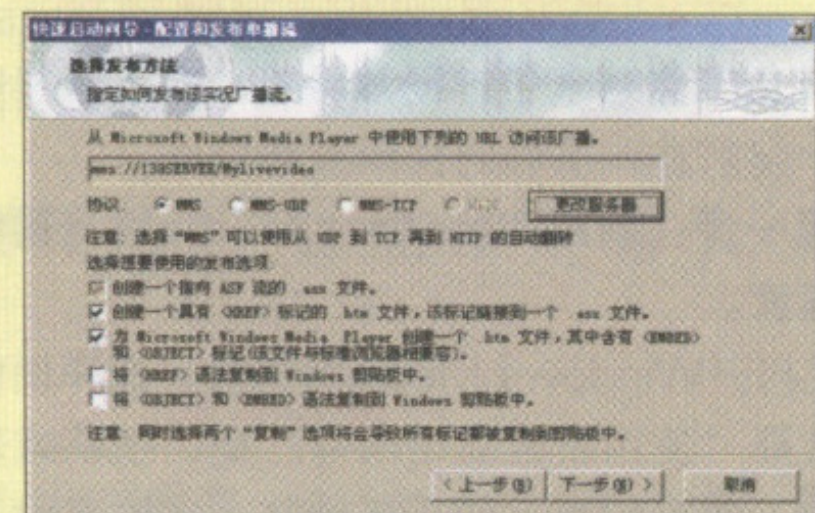 快速启动向导 - 配置和发布单播流
选择发布方法
指定如何发布该实况广播流。
从 Microsoft Windows Media Player 中使用下列的 URL 访问该广播。
mms://138SERVER/Mylivevideo
协议: MMS MMS-UDP MMS-TCP HTTP 更改服务器
注意: 选择 “MMS” 可以使用从 UDP 到 TCP 再到 HTTP 的自动翻转
选择想要使用的发布选项
创建一个指向 ASF 流的 .asx 文件。
创建一个具有 <HREF> 标记的 .htm 文件，该标记链接到一个 .asx 文件。
为 Microsoft Windows Media Player 创建一个 .htm 文件，其中含有 <EMBED>
和 <OBJECT> 标记(该文件与标准浏览器相兼容)。
将 <HREF> 语法复制到 Windows 剪贴板中。
将 <OBJECT> 和 <EMBED> 语法复制到 Windows 剪贴板中。
注意: 同时选择两个 “复制” 选项将会导致所有标记都被复制到剪贴板中。
< 上一步(B) 下一步(N) > 取消